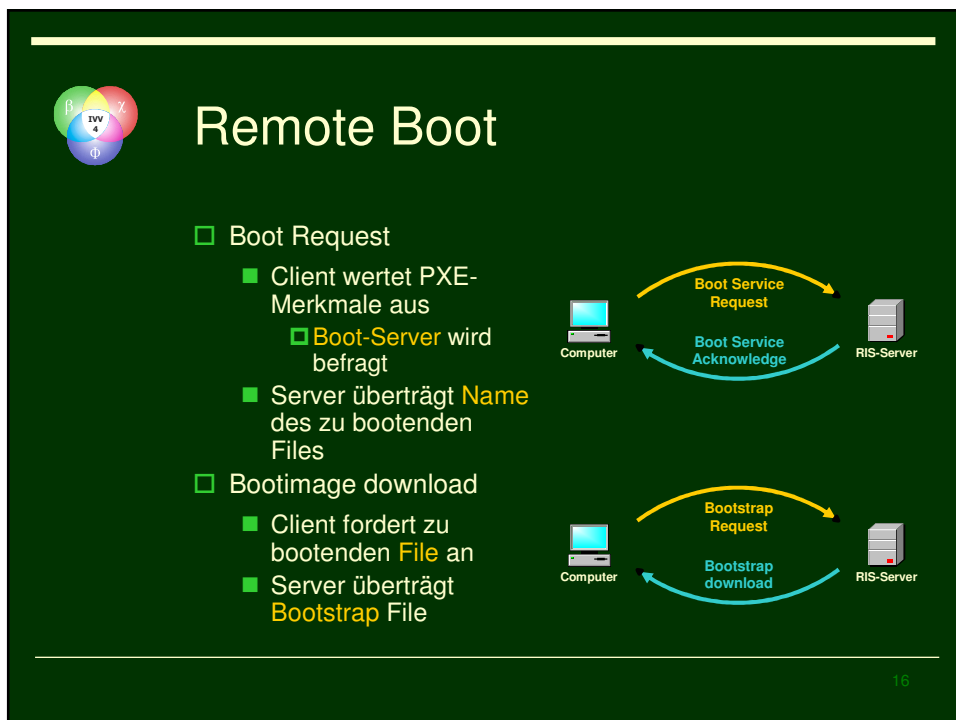 β χ
IVV
4
Φ
Remote Boot
Boot Request
Client wertet PXE-
Merkmale aus
Boot-Server wird
befragt
Server überträgt Name
des zu bootenden
Files
Bootimage download
Client fordert zu
bootenden File an
Server überträgt
Bootstrap File
Boot Service
Request
Computer
Boot Service
Acknowledge
RIS-Server
Bootstrap
Request
Computer
Bootstrap
download
RIS-Server
16